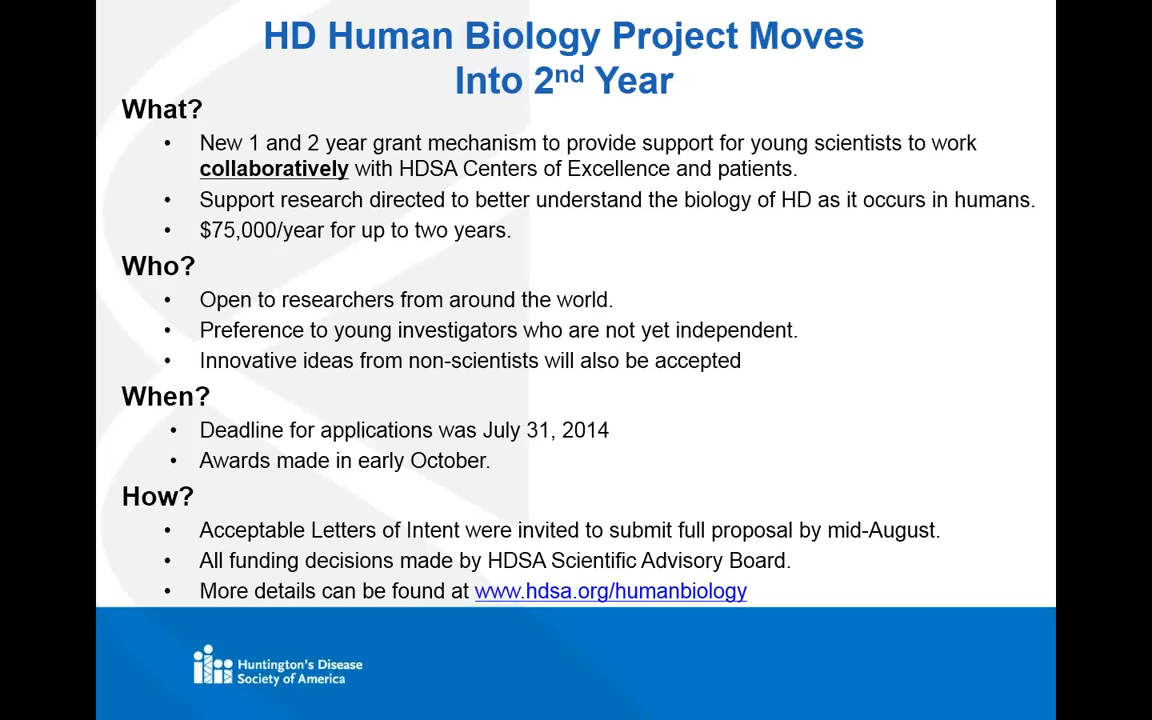 HD Human Biology Project Moves
Into 2nd Year
What?
• New 1 and 2 year grant mechanism to provide support for young scientists to work
collaboratively with HDSA Centers of Excellence and patients.
• Support research directed to better understand the biology of HD as it occurs in humans.
• $75,000/year for up to two years.
Who?
• Open to researchers from around the world.
• Preference to young investigators who are not yet independent.
• Innovative ideas from non-scientists will also be accepted
When?
• Deadline for applications was July 31, 2014
• Awards made in early October.
How?
• Acceptable Letters of Intent were invited to submit full proposal by mid-August.
• All funding decisions made by HDSA Scientific Advisory Board.
• More details can be found at www.hdsa.org/humanbiology
Huntington's Disease
Society of America